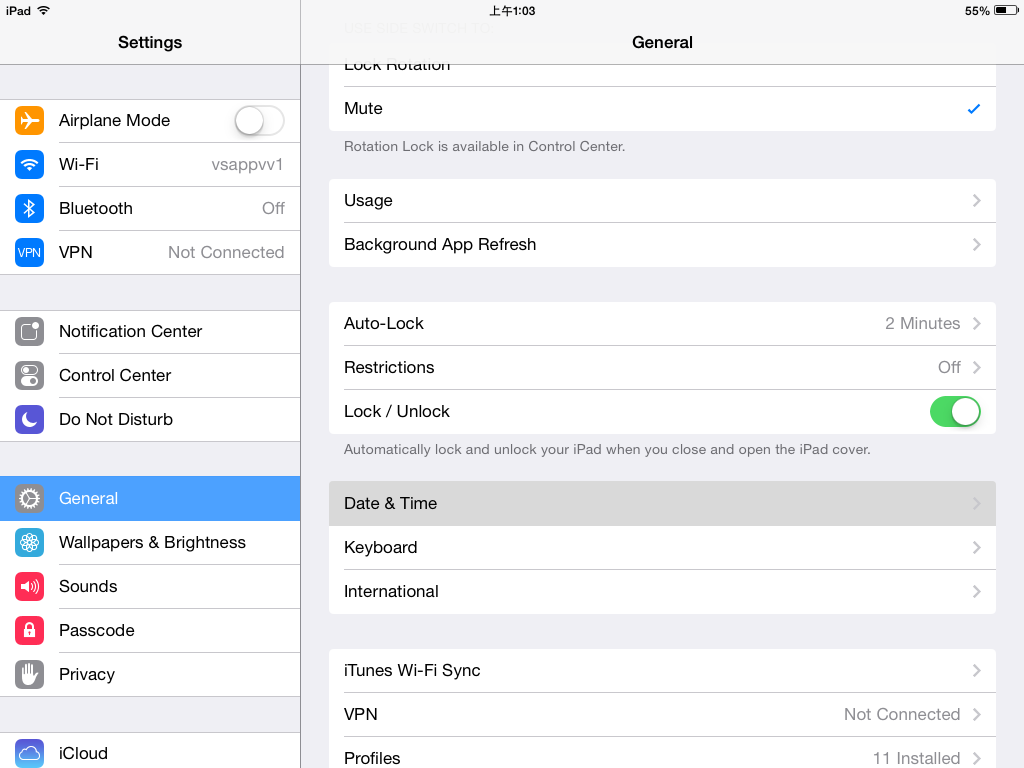 iPad 上午1:03 55%
Settings
General
Airplane Mode
Wi-Fi vsappvv1
Bluetooth Off
VPN VPN Not Connected
Notification Center
Control Center
Do Not Disturb
General
Wallpapers & Brightness
Sounds
Passcode
Privacy
iCloud
USE SIDE SWITCH TO:
Lock Rotation
Mute
Rotation Lock is available in Control Center.
Usage
Background App Refresh
Auto-Lock 2 Minutes
Restrictions Off
Lock / Unlock
Automatically lock and unlock your iPad when you close and open the iPad cover.
Date & Time
Keyboard
International
iTunes Wi-Fi Sync
VPN Not Connected
Profiles 11 Installed